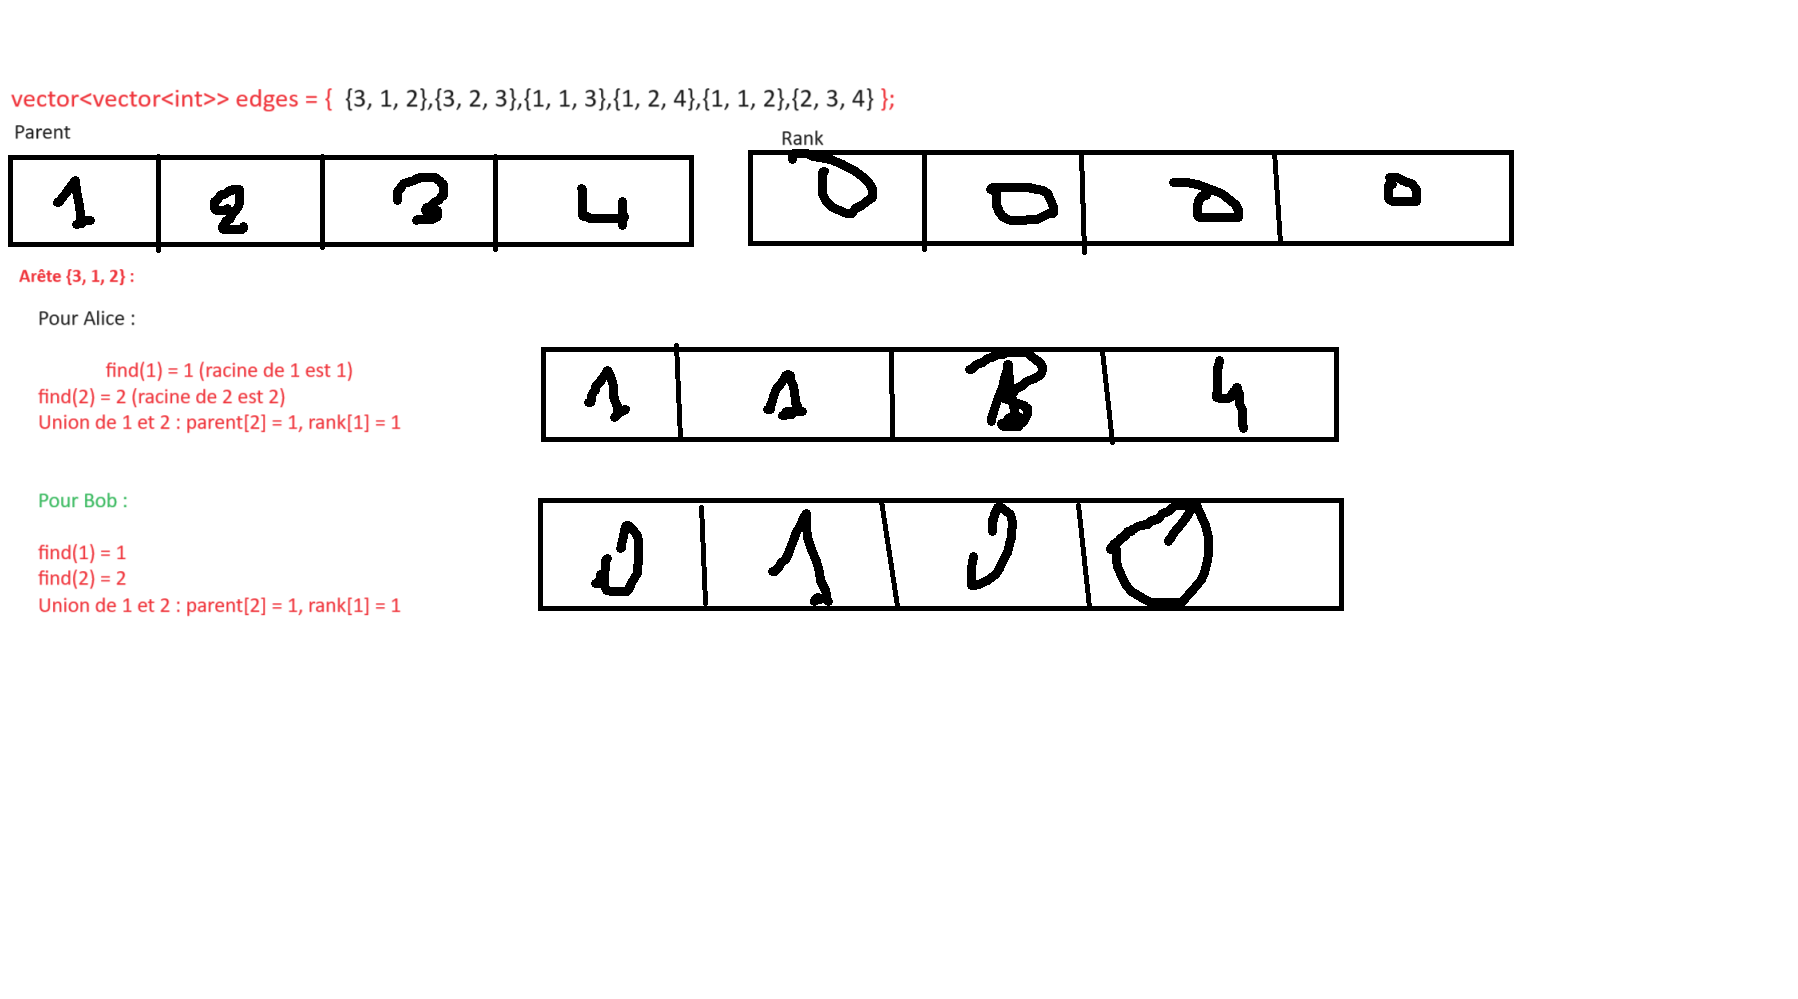 vector<vector<int>> edges = { {3, 1, 2},{3, 2, 3},{1, 1, 3},{1, 2, 4},{1, 1, 2},{2, 3, 4} };
Parent
Rank
1 2 3 4
0 0 0 0
Arête {3, 1, 2} :
Pour Alice :
find(1) = 1 (racine de 1 est 1)
find(2) = 2 (racine de 2 est 2)
Union de 1 et 2 : parent[2] = 1, rank[1] = 1
1 1 3 4
Pour Bob :
find(1) = 1
find(2) = 2
Union de 1 et 2 : parent[2] = 1, rank[1] = 1
0 1 0 0